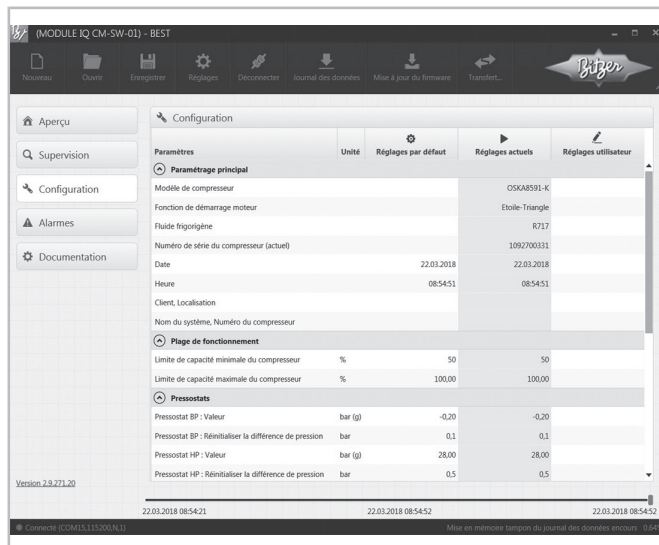 (MODULE IQ CM-SW-01) - BEST
Nouveau Ouvrir Enregistrer Réglages Déconnecter Journal des données Mise à jour du firmware Transfert...
Bitzer
Aperçu
Supervision
Configuration
Alarmes
Documentation
Configuration
Paramètres Unité Réglages par défaut Réglages actuels Réglages utilisateur
Paramétrage principal
Modèle de compresseur OSKA8591-K
Fonction de démarrage moteur Etoile-Triangle
Fluide frigorigène R717
Numéro de série du compresseur (actuel) 1092700331
Date 22.03.2018 22.03.2018
Heure 08:54:51 08:54:51
Client, Localisation
Nom du système, Numéro du compresseur
Plage de fonctionnement
Limite de capacité minimale du compresseur % 50 50
Limite de capacité maximale du compresseur % 100,00 100,00
Pressostats
Pressostat BP : Valeur bar (g) -0,20 -0,20
Pressostat BP : Réinitialiser la différence de pression bar 0,1 0,1
Pressostat HP : Valeur bar (g) 28,00 28,00
Pressostat HP : Réinitialiser la différence de pression bar 0,5 0,5
Version 2.9.271.20
22.03.2018 08:54:21 22.03.2018 08:54:52 22.03.2018 08:54:52
Connecté (COM15,115200,N,1) Mise en mémoire tampon du journal des données encours 0.64